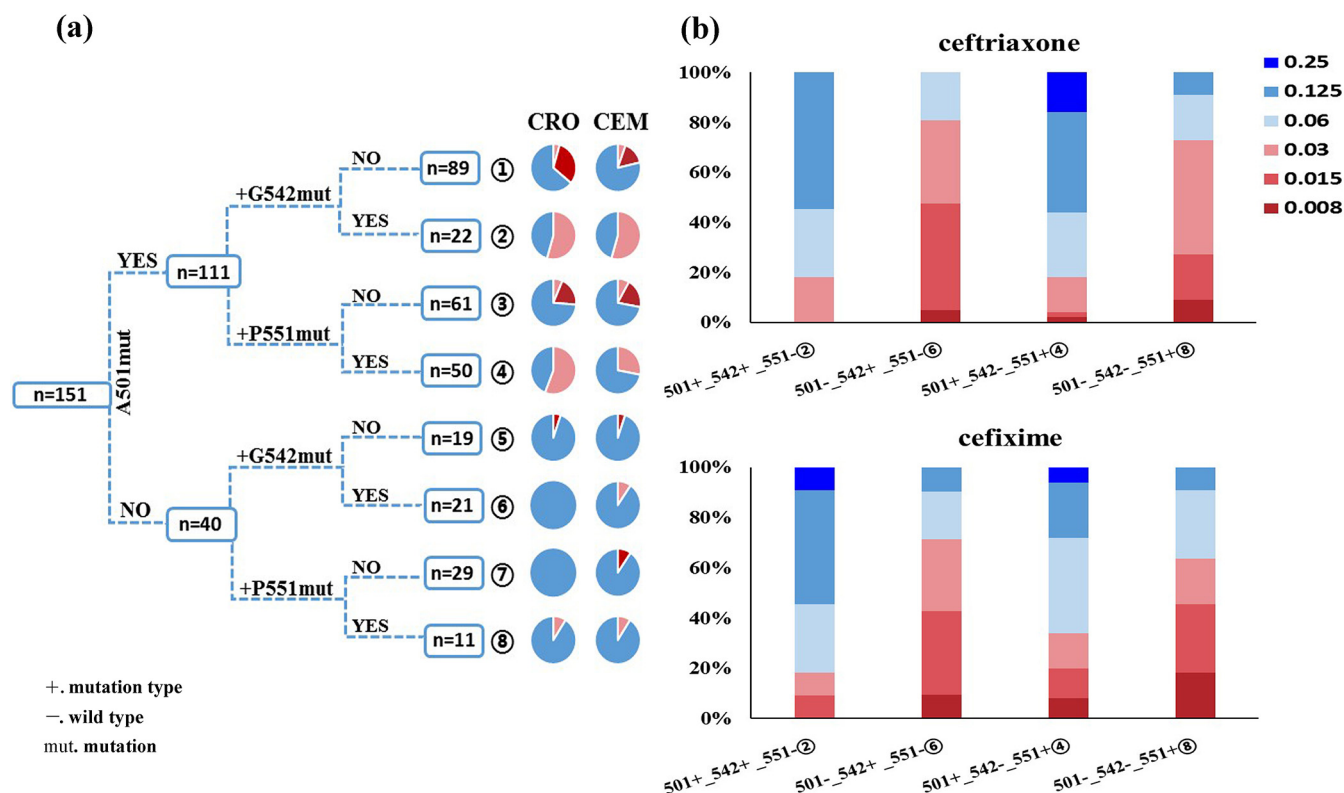 (a)
CRO CEM
NO
n=89 ①
+G542mut
YES
n=22 ②
YES
n=111
NO
n=61 ③
+P551mut
YES
n=50 ④
A501mut
n=151
NO
n=19 ⑤
+G542mut
YES
n=21 ⑥
NO
n=40
NO
n=29 ⑦
+P551mut
YES
n=11 ⑧
+. mutation type
−. wild type
mut. mutation
(b)
ceftriaxone
100%
80%
60%
40%
20%
0%
501+_542+ _551-②
501-_542+ _551-⑥
501+_542-_551+④
501-_542-_551+⑧
0.25
0.125
0.06
0.03
0.015
0.008
cefixime
100%
80%
60%
40%
20%
0%
501+_542+ _551-②
501-_542+ _551-⑥
501+_542-_551+④
501-_542-_551+⑧